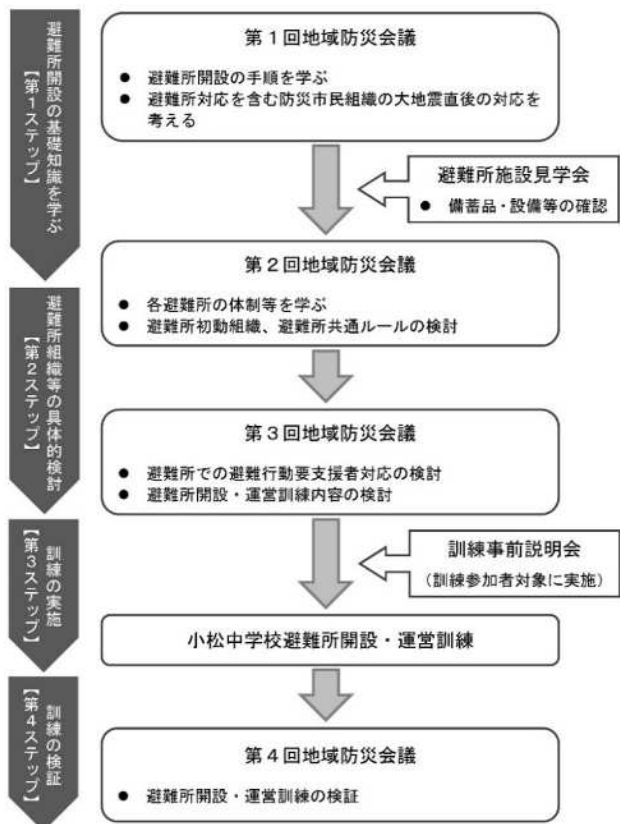 避難所開設の基礎知識を学ぶ
【第1ステップ】
第1回地域防災会議
● 避難所開設の手順を学ぶ
● 避難所対応を含む防災市民組織の大地震直後の対応を
考える
避難所施設見学会
● 備蓄品・設備等の確認
第2回地域防災会議
● 各避難所の体制等を学ぶ
● 避難所初動組織、避難所共通ルールの検討
避難所組織等の具体的検討
【第2ステップ】
第3回地域防災会議
● 避難所での避難行動要支援者対応の検討
● 避難所開設・運営訓練内容の検討
訓練の実施
【第3ステップ】
訓練事前説明会
(訓練参加者対象に実施)
小松中学校避難所開設・運営訓練
訓練の検証
【第4ステップ】
第4回地域防災会議
● 避難所開設・運営訓練の検証